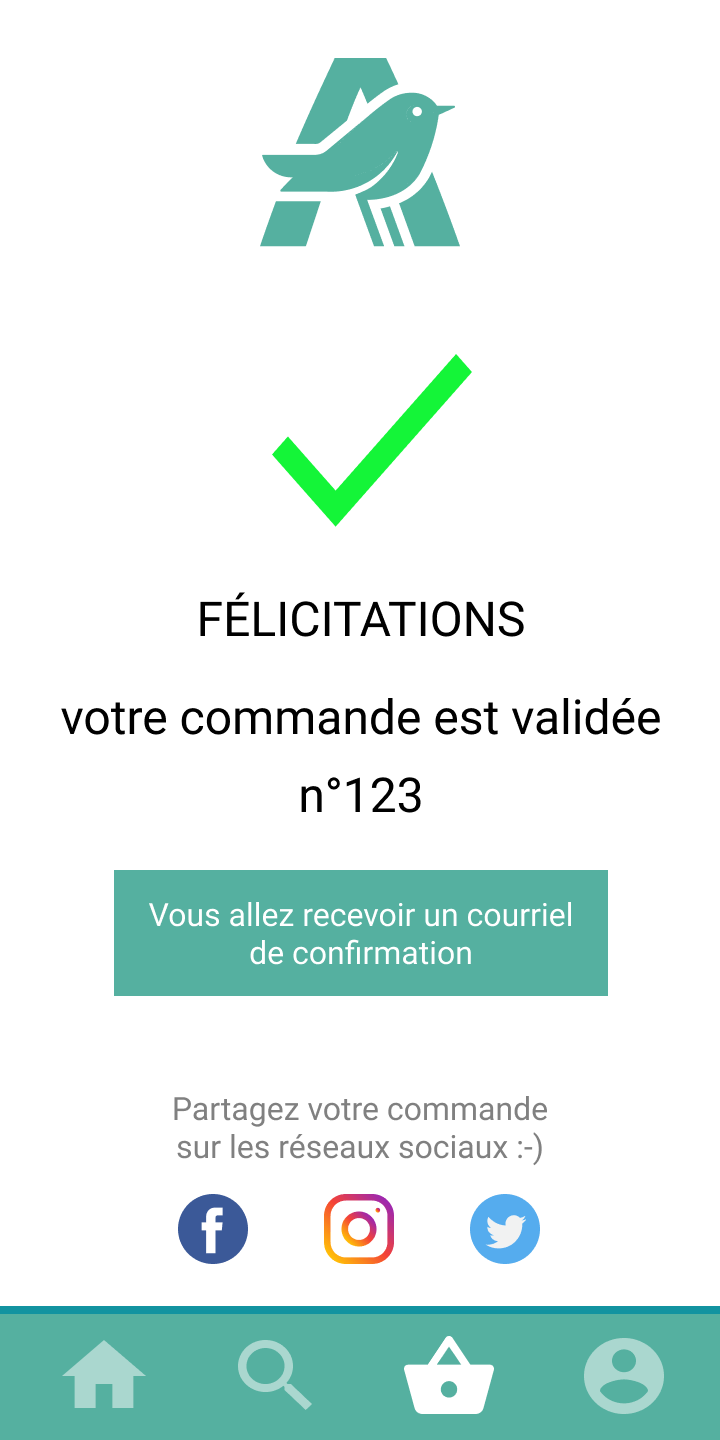 FÉLICITATIONS
votre commande est validée
n°123
Vous allez recevoir un courriel
de confirmation
Partagez votre commande
sur les réseaux sociaux :-)